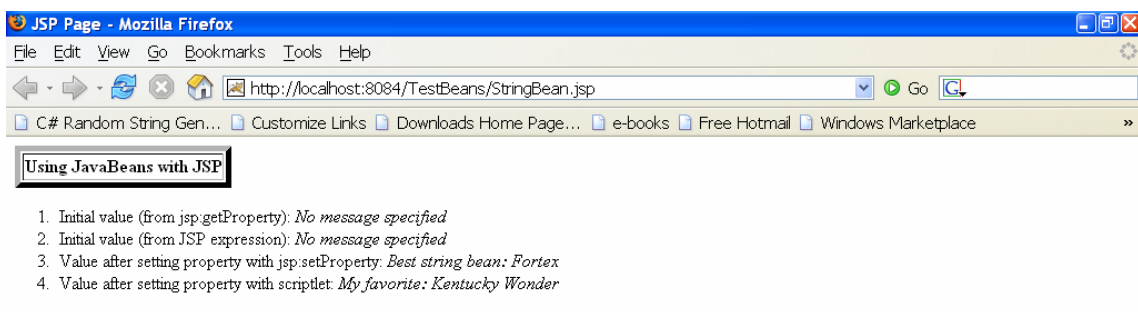 JSP Page - Mozilla Firefox
File Edit View Go Bookmarks Tools Help
http://localhost:8084/TestBeans/StringBean.jsp Go G
C# Random String Gen... Customize Links Downloads Home Page... e-books Free Hotmail Windows Marketplace »
Using JavaBeans with JSP
1. Initial value (from jsp:getProperty): No message specified
2. Initial value (from JSP expression): No message specified
3. Value after setting property with jsp:setProperty: Best string bean: Fortex
4. Value after setting property with scriptlet: My favorite: Kentucky Wonder